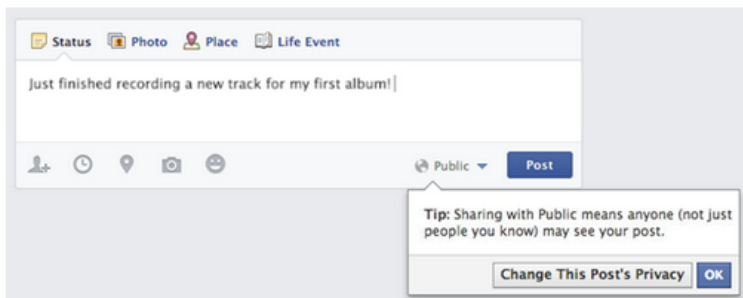 Status Photo Place Life Event
Just finished recording a new track for my first album!
Public Post
Tip: Sharing with Public means anyone (not just
people you know) may see your post.
Change This Post's Privacy OK